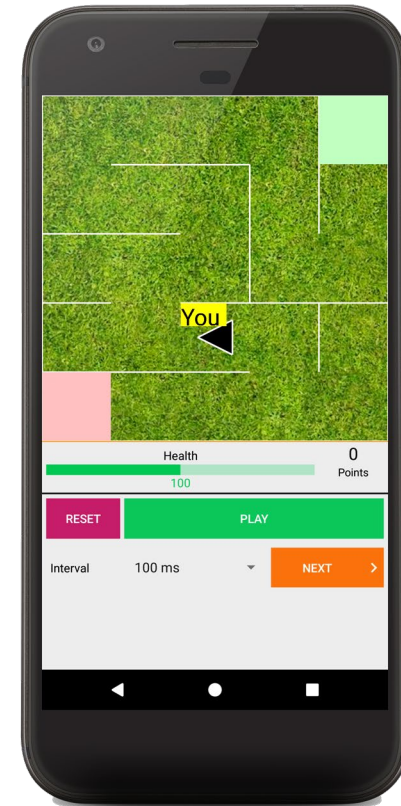 You
Health
100
0
Points
RESET
PLAY
Interval
100 ms
NEXT